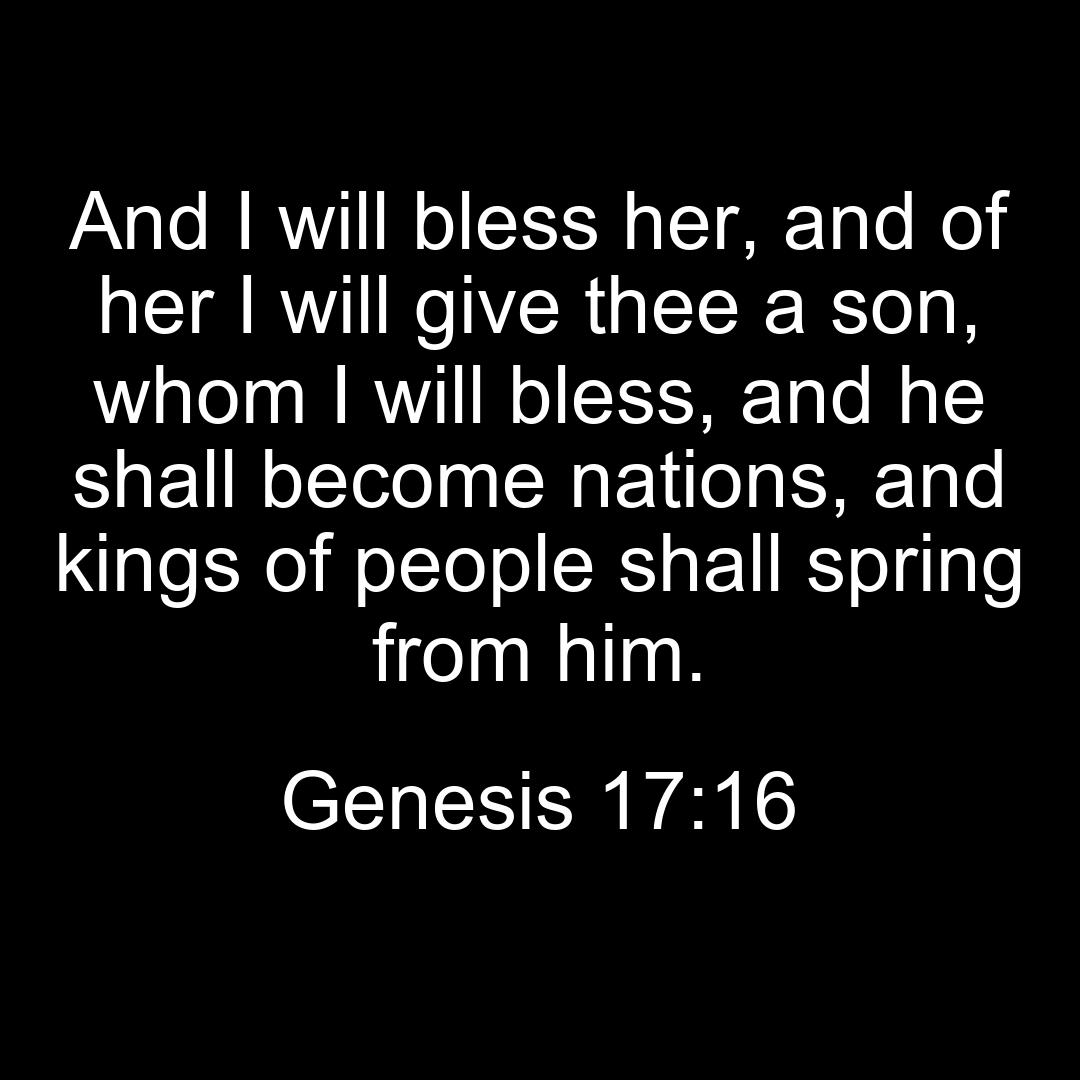 And I will bless her, and of
her I will give thee a son,
whom I will bless, and he
shall become nations, and
kings of people shall spring
from him.
Genesis 17:16